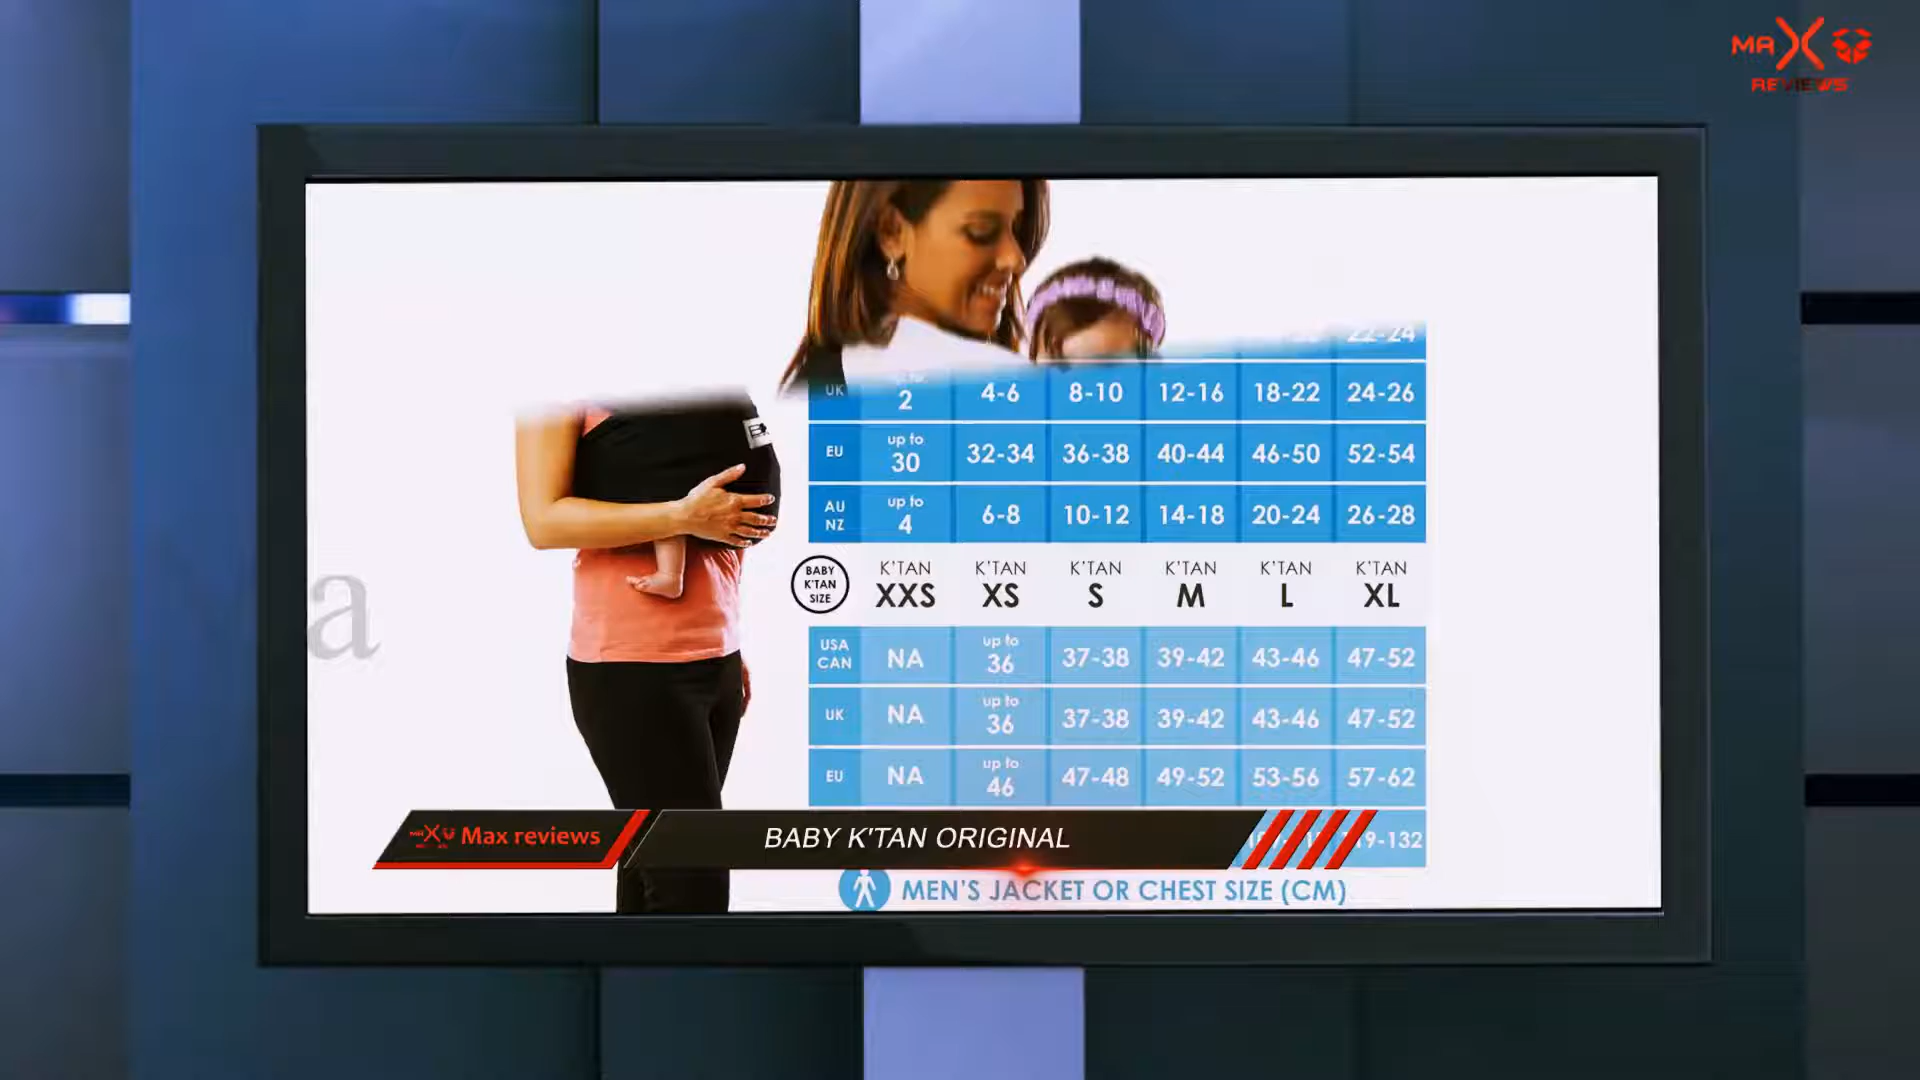 MAX
REVIEWS
22-24
UK 2 4-6 8-10 12-16 18-22 24-26
EU up to 30 32-34 36-38 40-44 46-50 52-54
AU NZ up to 4 6-8 10-12 14-18 20-24 26-28
BABY K'TAN SIZE K'TAN XXS K'TAN XS K'TAN S K'TAN M K'TAN L K'TAN XL
a
USA CAN NA up to 36 37-38 39-42 43-46 47-52
UK NA up to 36 37-38 39-42 43-46 47-52
EU NA up to 46 47-48 49-52 53-56 57-62
Max reviews
BABY K'TAN ORIGINAL
9-132
MEN'S JACKET OR CHEST SIZE (CM)